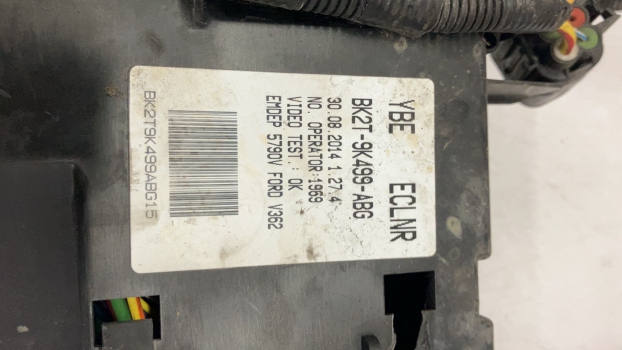 YBE ECLNR
BK2T-9K499-ABG
30.08.2014 1.27.4
NO. OPERATOR:1969
VIDEO TEST.: OK
EMDEP 5790V FORD V362
BK2T9K499ABG15